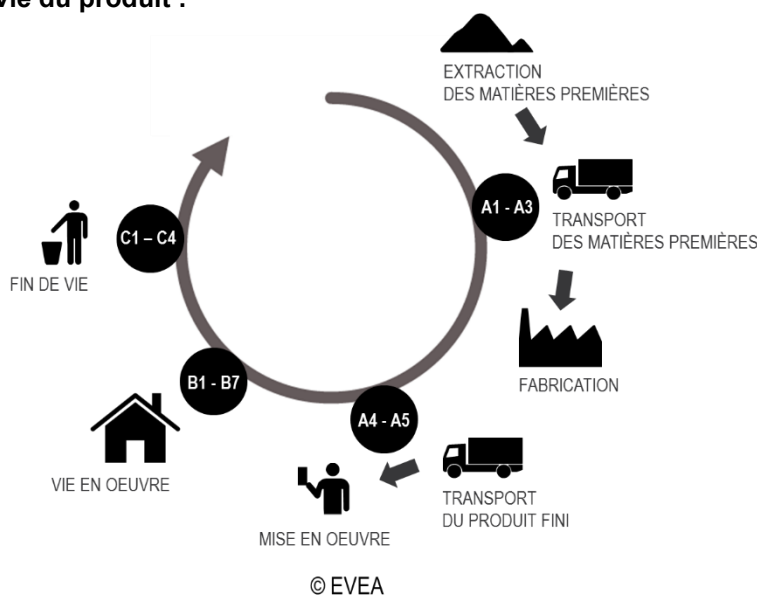 vie du produit :
EXTRACTION
DES MATIÈRES PREMIÈRES
A1 - A3
TRANSPORT
DES MATIÈRES PREMIÈRES
FABRICATION
A4 - A5
TRANSPORT
DU PRODUIT FINI
MISE EN OEUVRE
B1 - B7
VIE EN OEUVRE
C1 – C4
FIN DE VIE
© EVEA